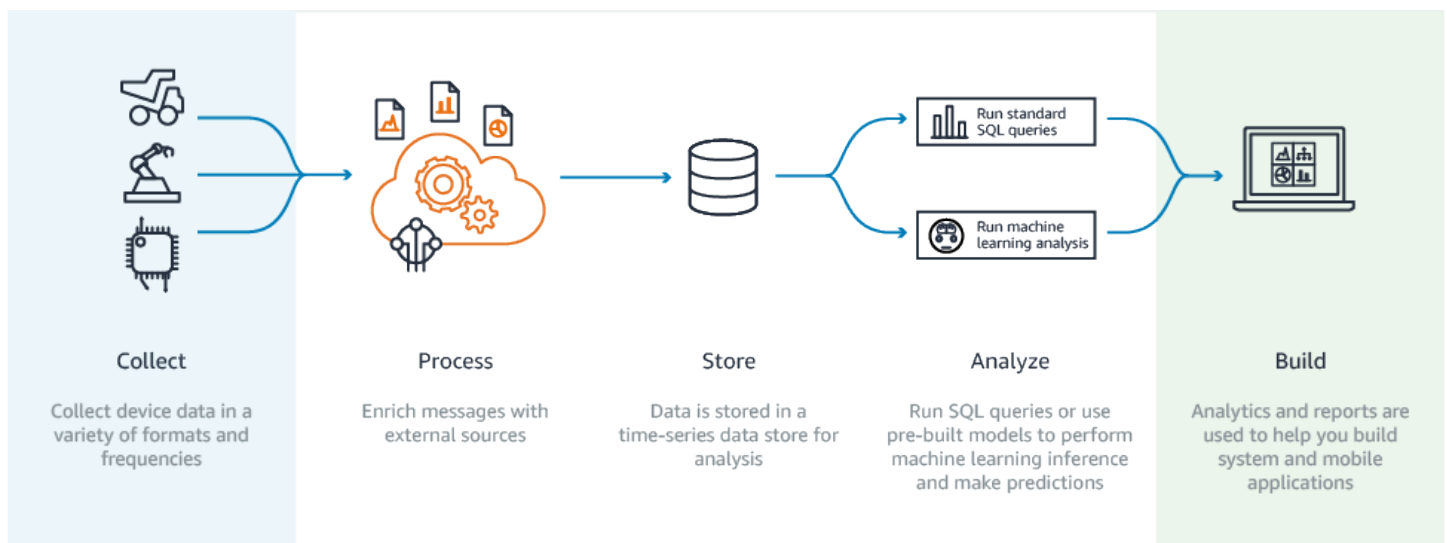 Run standard
SQL queries
Run machine
learning analysis
Collect
Process
Store
Analyze
Build
Collect device data in a
variety of formats and
frequencies
Enrich messages with
external sources
Data is stored in a
time-series data store for
analysis
Run SQL queries or use
pre-built models to perform
machine learning inference
and make predictions
Analytics and reports are
used to help you build
system and mobile
applications